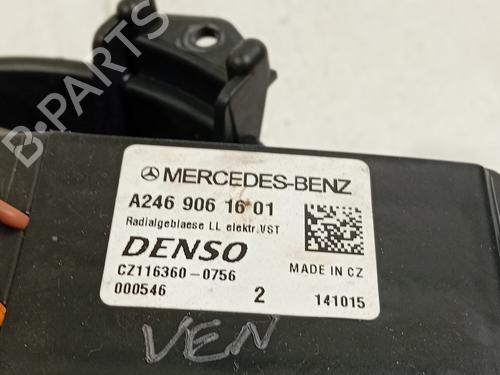 B-PARTS
MERCEDES-BENZ
A246 906 16 01
Radialgeblaese LL elektr.VST
DENSO
CZ116360-0756
MADE IN CZ
000546
2
141015
VEN